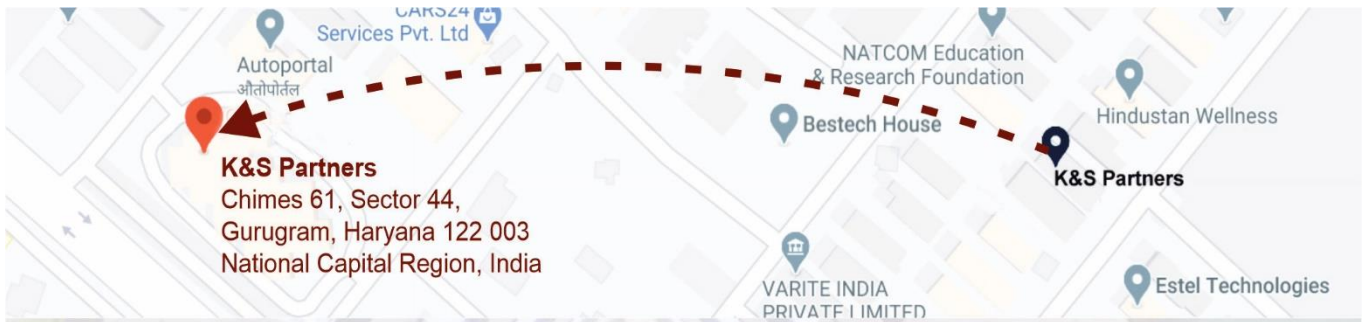 CARS24
Services Pvt. Ltd
Autoportal
औतोपोर्तल
K&S Partners
Chimes 61, Sector 44,
Gurugram, Haryana 122 003
National Capital Region, India
NATCOM Education
& Research Foundation
Bestech House
Hindustan Wellness
K&S Partners
VARITE INDIA
PRIVATE LIMITED
Estel Technologies